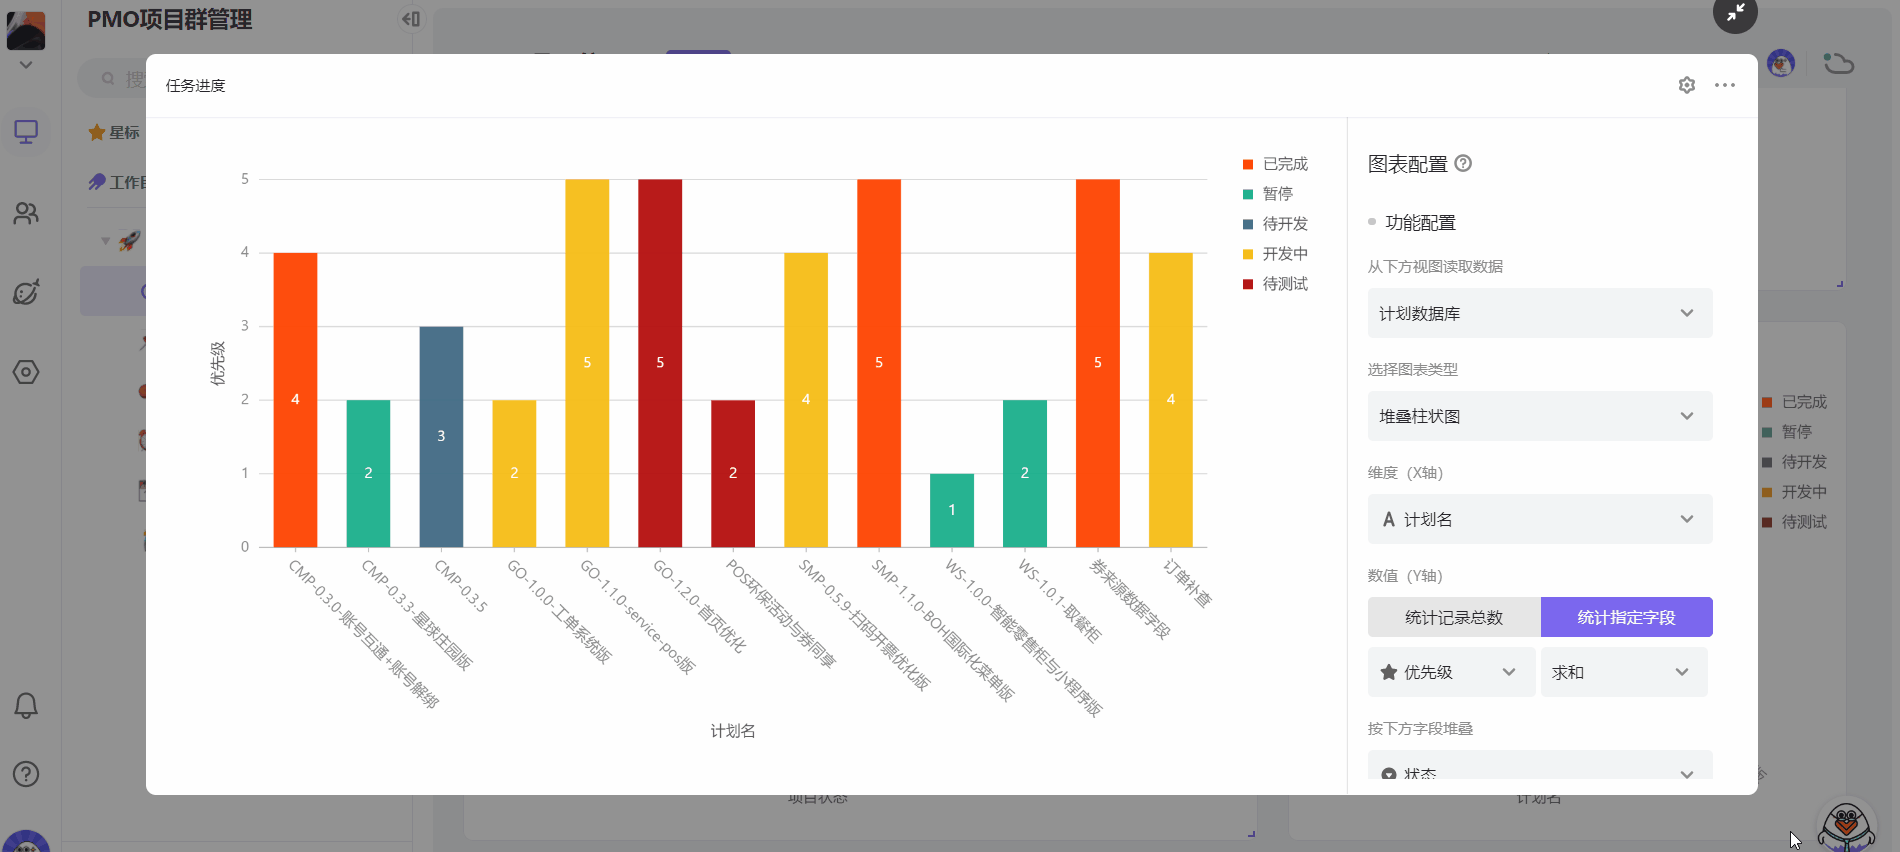 PMO项目群管理
搜
星标
工作目
任务进度
5
4
3
2
1
0
优先级
4
2
3
2
5
5
2
4
5
1
2
5
4
CMP-0.3.0-账号互通+账号解绑
CMP-0.3.3-星球庄园版
CMP-0.3.5
GO-1.0.0-工单系统版
GO-1.1.0-service-pos版
GO-1.2.0-首页优化
POS环保活动与券同享
SMP-0.5.9-扫码开票优化版
SMP-1.1.0-BOH国际化菜单版
WS-1.0.0-智能零售柜与小程序版
WS-1.0.1-取餐柜
券来源数据字段
订单补查
计划名
已完成
暂停
待开发
开发中
待测试
图表配置
功能配置
从下方视图读取数据
计划数据库
选择图表类型
堆叠柱状图
维度（X轴）
A 计划名
数值（Y轴）
统计记录总数
统计指定字段
优先级
求和
按下方字段堆叠
状态
已完成
暂停
待开发
开发中
待测试
项目状态
计划名